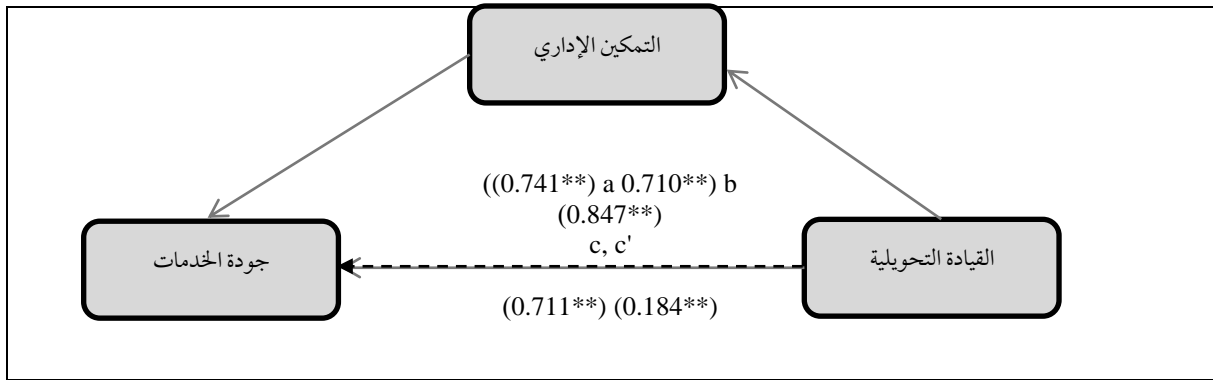 التمكين الإداري
((0.741**) a 0.710**) b
(0.847**)
c, c'
القيادة التحويلية
جودة الخدمات
(0.711**) (0.184**)